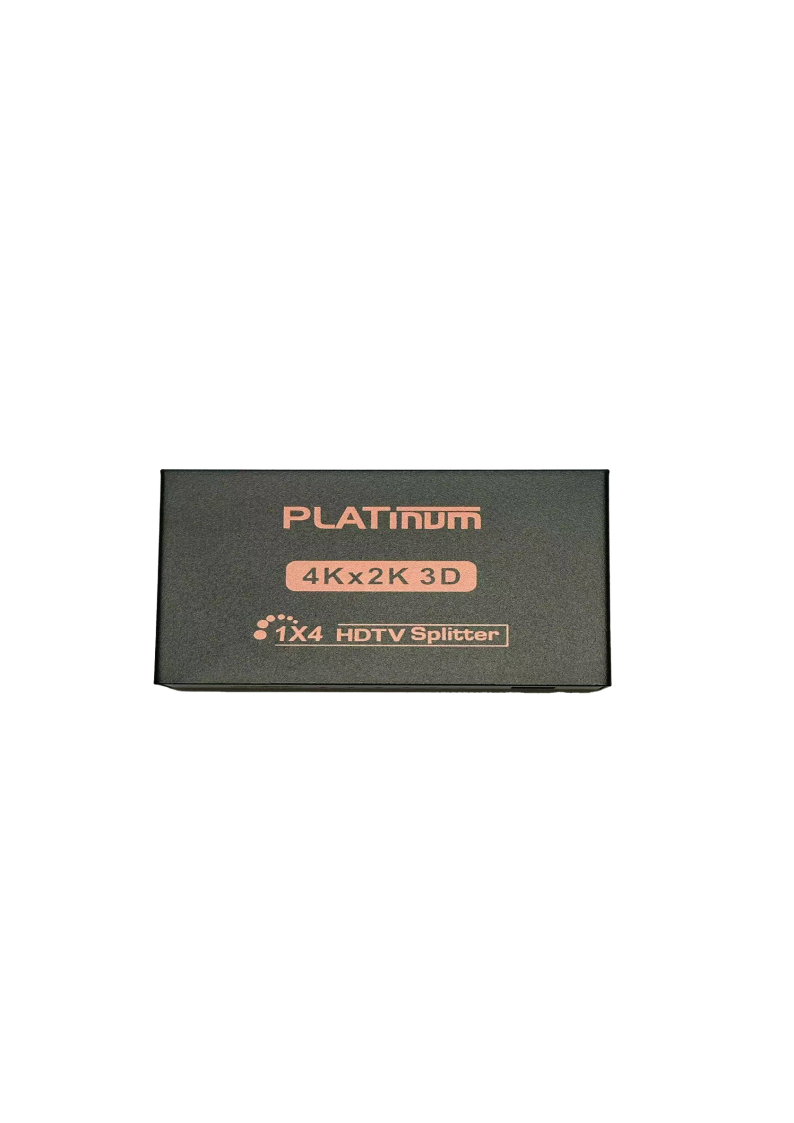 PLATinum
4Kx2K 3D
1X4 HDTV Splitter